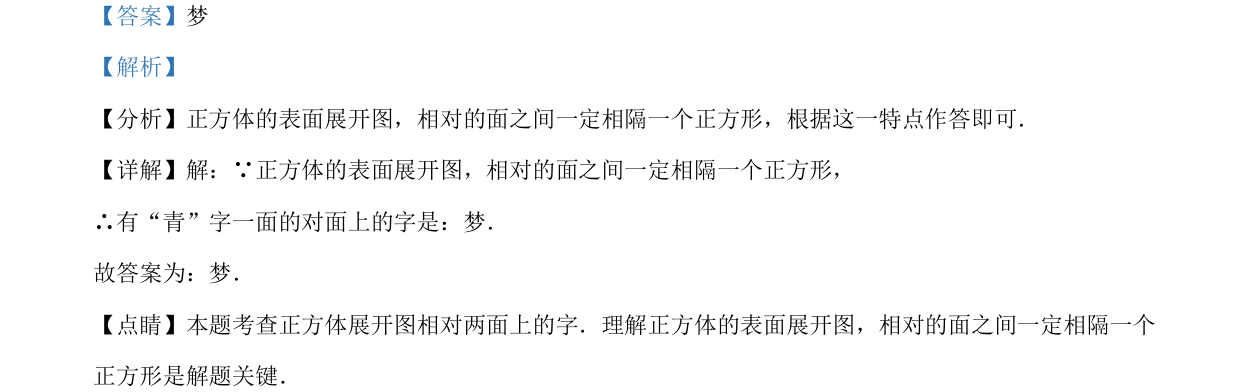 【答案】梦
【解析】
【分析】正方体的表面展开图，相对的面之间一定相隔一个正方形，根据这一特点作答即可．
【详解】解：∵正方体的表面展开图，相对的面之间一定相隔一个正方形，
∴有“青”字一面的对面上的字是：梦．
故答案为：梦．
【点睛】本题考查正方体展开图相对两面上的字．理解正方体的表面展开图，相对的面之间一定相隔一个
正方形是解题关键．